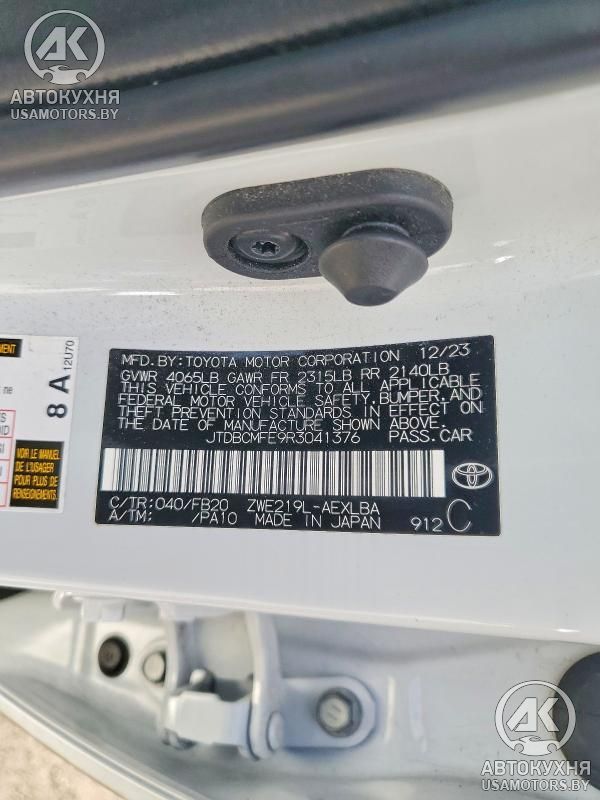 АВТОКУХНЯ
USAMOTORS.BY
MFD.BY: TOYOTA MOTOR CORPORATION 12/23
GVWR 4065LB GAWR FR 2315LB RR 2140LB
THIS VEHICLE CONFORMS TO ALL APPLICABLE
FEDERAL MOTOR VEHICLE SAFETY, BUMPER, AND
THEFT PREVENTION STANDARDS IN EFFECT ON
THE DATE OF MANUFACTURE SHOWN ABOVE.
JTDBCMFE9R3041376 PASS.CAR
C/TR: 040/FB20 ZWE219L-AEXLBA
A/TM: /PA10 MADE IN JAPAN 912 C
8 A 12U70
VOIR LE MANUEL
DE L'USAGER
POUR PLUS DE
RENSEIGNEMENTS
АВТОКУХНЯ
USAMOTORS.BY